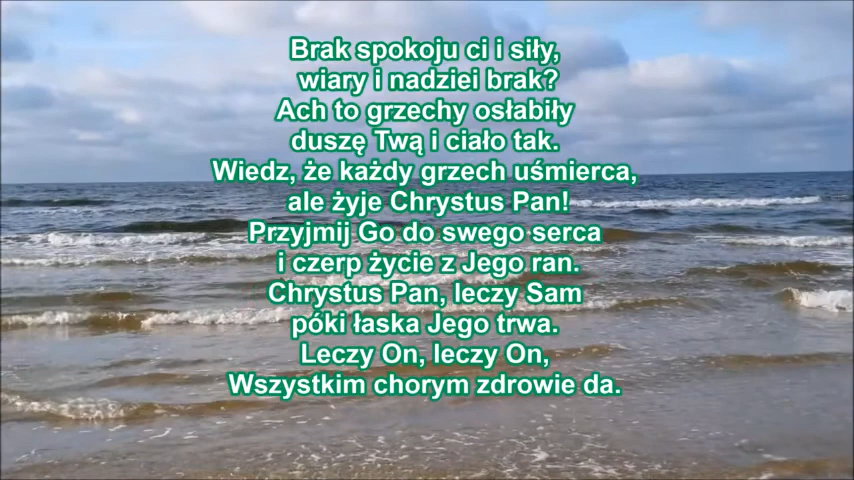 Brak spokoju ci i siły,
wiary i nadziei brak?
Ach to grzechy osłabiły
duszę Twą i ciało tak.
Wiedz, że każdy grzech uśmierca,
ale żyje Chrystus Pan!
Przyjmij Go do swego serca
i czerp życie z Jego ran.
Chrystus Pan, leczy Sam
póki łaska Jego trwa.
Leczy On, leczy On,
Wszystkim chorym zdrowie da.